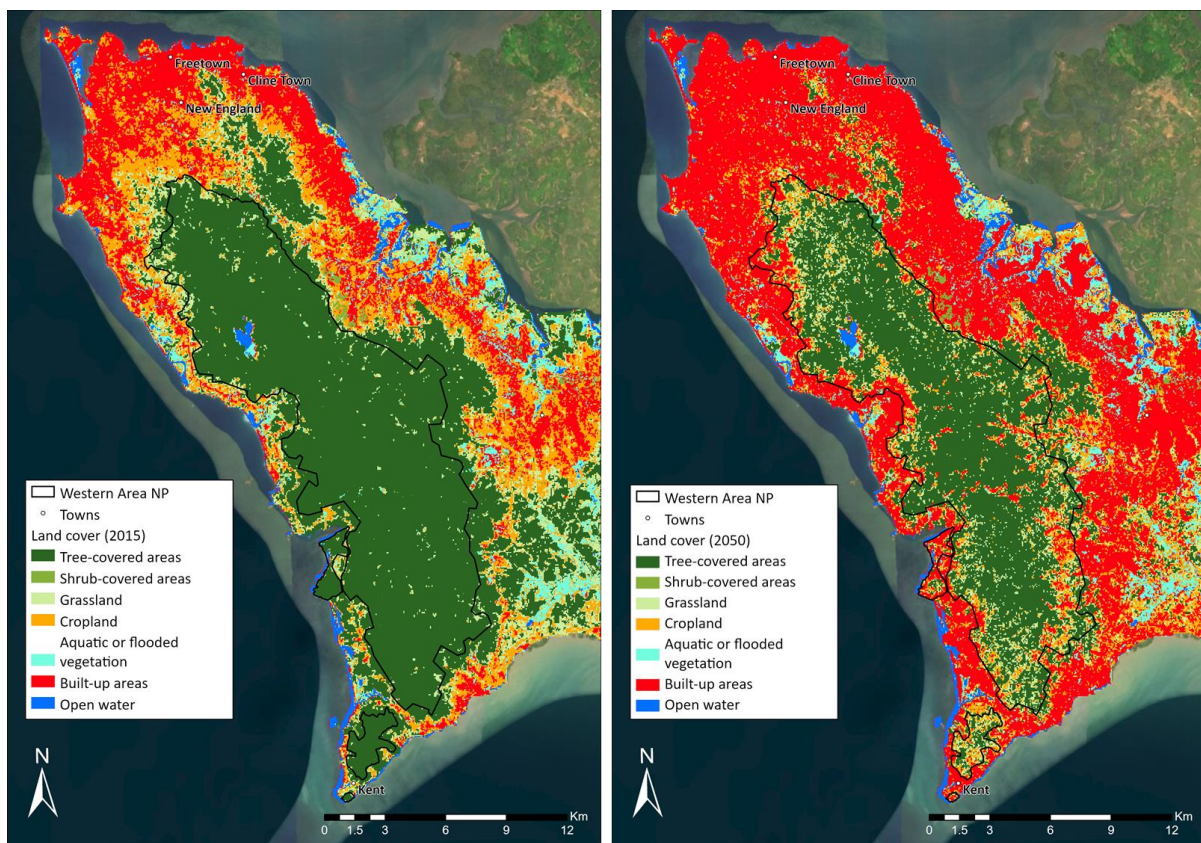 Freetown
Cline Town
New England
Western Area NP
Towns
Land cover (2015)
Tree-covered areas
Shrub-covered areas
Grassland
Cropland
Aquatic or flooded
vegetation
Built-up areas
Open water
N
Kent
Km
0 1.5 3 6 9 12
Freetown
Cline Town
New England
Western Area NP
Towns
Land cover (2050)
Tree-covered areas
Shrub-covered areas
Grassland
Cropland
Aquatic or flooded
vegetation
Built-up areas
Open water
N
Kent
Km
0 1.5 3 6 9 12